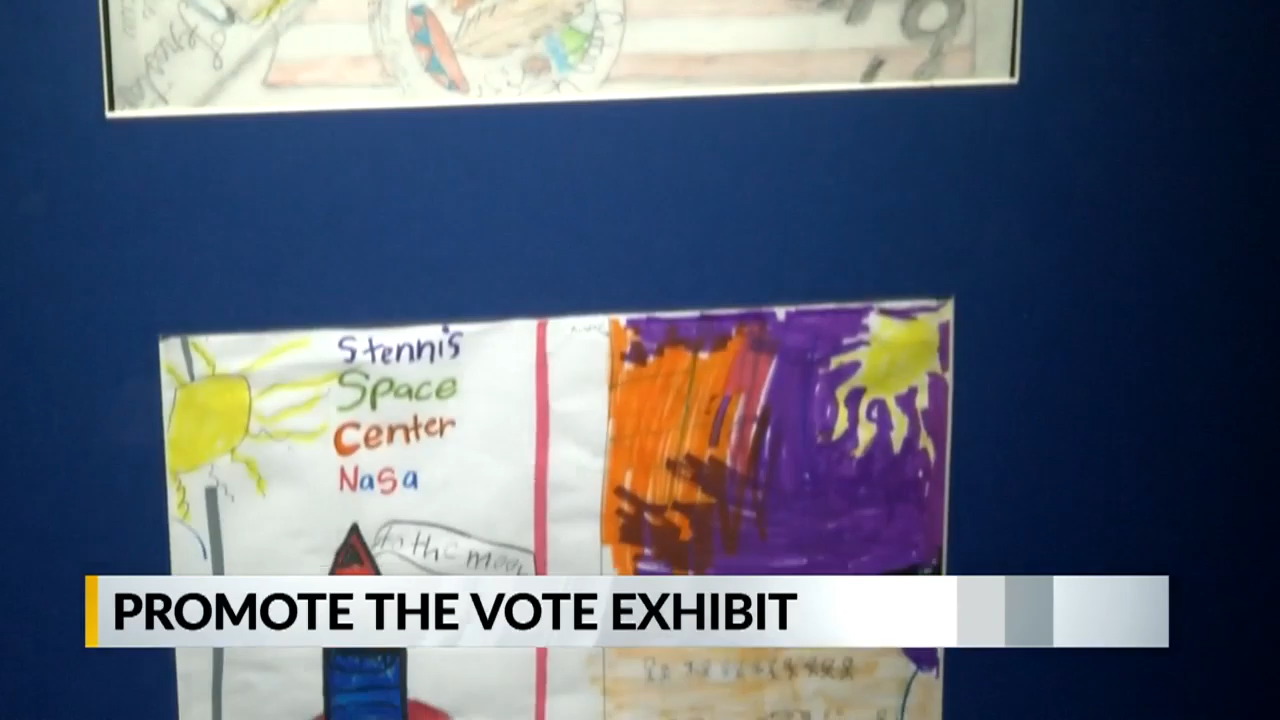 Stennis
Space
Center
Nasa
to the moon
PROMOTE THE VOTE EXHIBIT